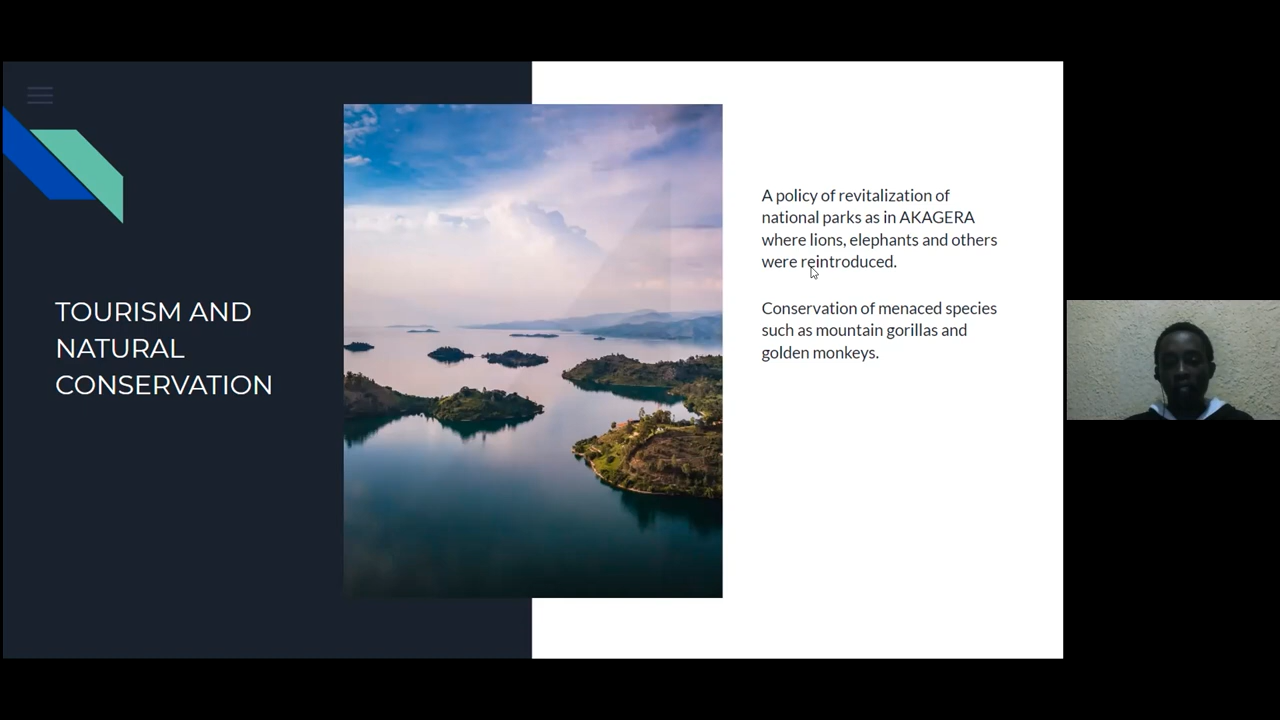 TOURISM AND
NATURAL
CONSERVATION
A policy of revitalization of
national parks as in AKAGERA
where lions, elephants and others
were reintroduced.
Conservation of menaced species
such as mountain gorillas and
golden monkeys.